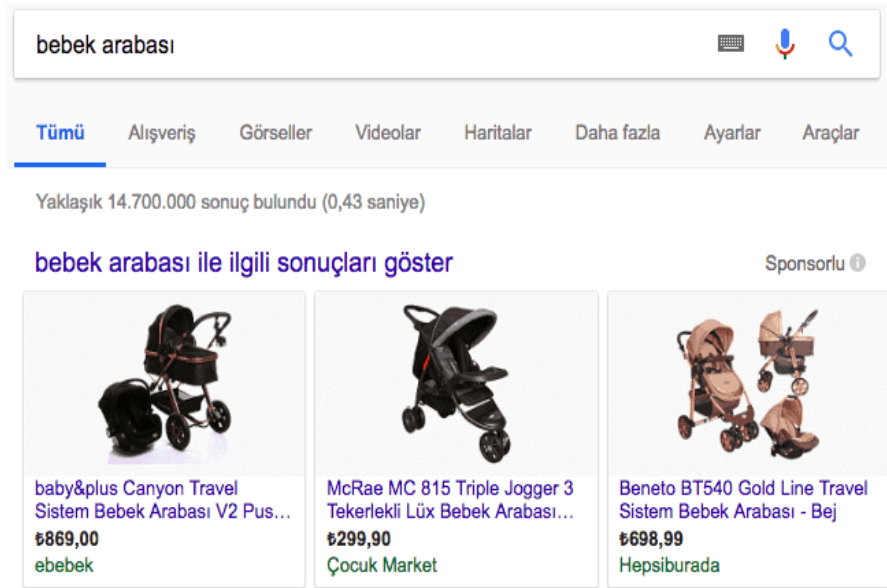 bebek arabası
Tümü Alışveriş Görseller Videolar Haritalar Daha fazla Ayarlar Araçlar
Yaklaşık 14.700.000 sonuç bulundu (0,43 saniye)
bebek arabası ile ilgili sonuçları göster
Sponsorlu
baby&plus Canyon Travel
Sistem Bebek Arabası V2 Pus...
₺869,00
ebebek
McRae MC 815 Triple Jogger 3
Tekerlekli Lüx Bebek Arabası...
₺299,90
Çocuk Market
Beneto BT540 Gold Line Travel
Sistem Bebek Arabası - Bej
₺698,99
Hepsiburada